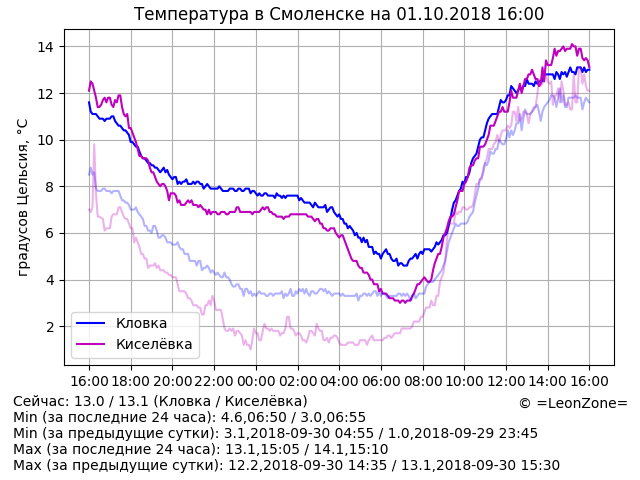 Температура в Смоленске на 01.10.2018 16:00
градусов Цельсия, °C
14
12
10
8
6
4
2
Кловка
Киселёвка
16:00 18:00 20:00 22:00 00:00 02:00 04:00 06:00 08:00 10:00 12:00 14:00 16:00
Сейчас: 13.0 / 13.1 (Кловка / Киселёвка)
© =LeonZone=
Min (за последние 24 часа): 4.6,06:50 / 3.0,06:55
Min (за предыдущие сутки): 3.1,2018-09-30 04:55 / 1.0,2018-09-29 23:45
Max (за последние 24 часа): 13.1,15:05 / 14.1,15:10
Max (за предыдущие сутки): 12.2,2018-09-30 14:35 / 13.1,2018-09-30 15:30